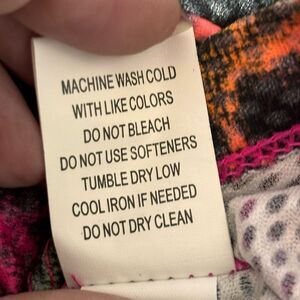 MACHINE WASH COLD
WITH LIKE COLORS
DO NOT BLEACH
DO NOT USE SOFTENERS
TUMBLE DRY LOW
COOL IRON IF NEEDED
DO NOT DRY CLEAN